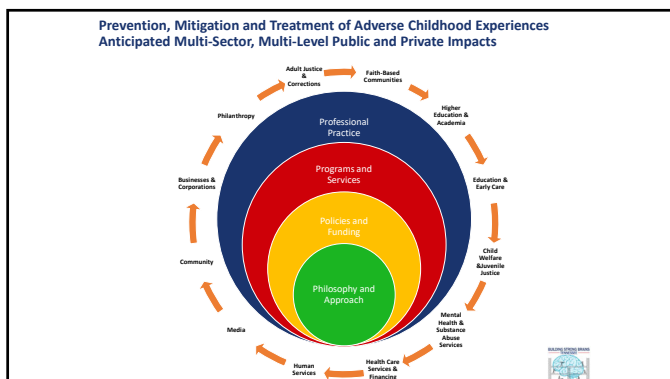 Prevention, Mitigation and Treatment of Adverse Childhood Experiences
Anticipated Multi-Sector, Multi-Level Public and Private Impacts
Adult Justice
&
Corrections
Faith-Based
Communities
Higher
Education &
Academia
Education &
Early Care
Child
Welfare
&Juvenile
Justice
Mental
Health &
Substance
Abuse
Services
Health Care
Services &
Financing
Human
Services
Media
Community
Businesses &
Corporations
Philanthropy
Professional
Practice
Programs and
Services
Policies and
Funding
Philosophy and
Approach
BUILDING STRONG BRAINS